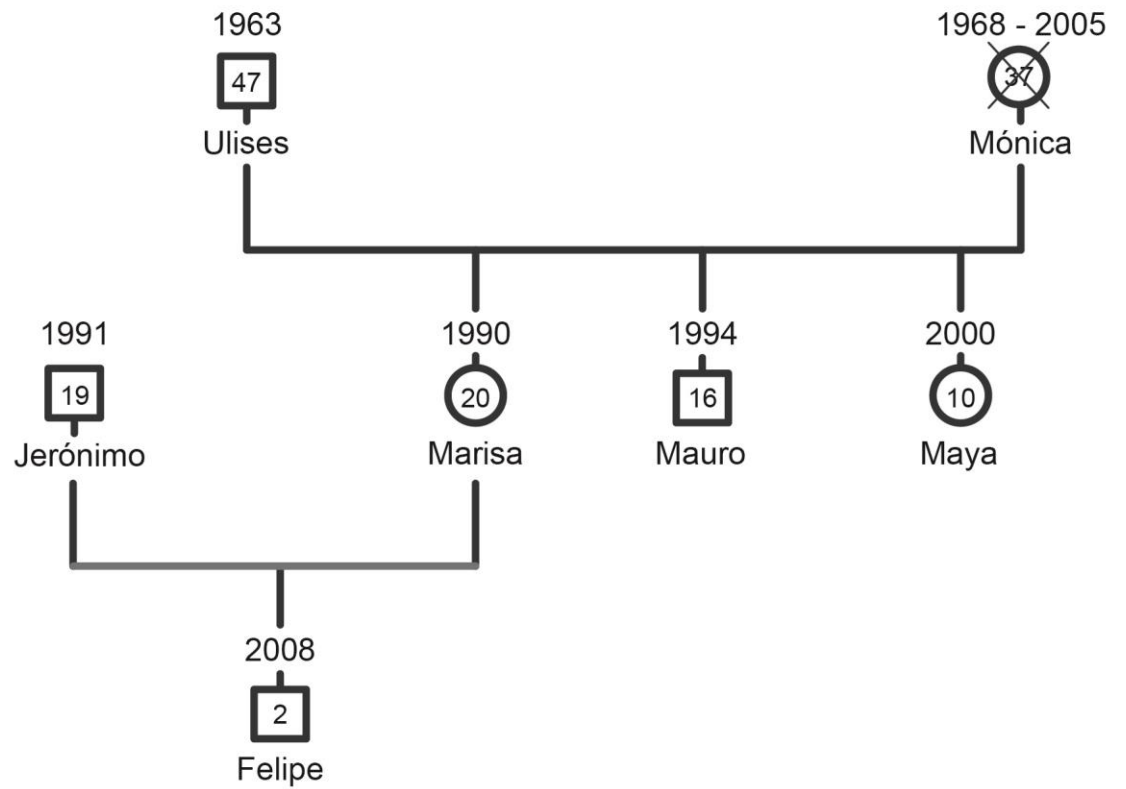 1963
1968 - 2005
47
37
Ulises
Mónica
1991
1990
1994
2000
19
20
16
10
Jerónimo
Marisa
Mauro
Maya
2008
2
Felipe